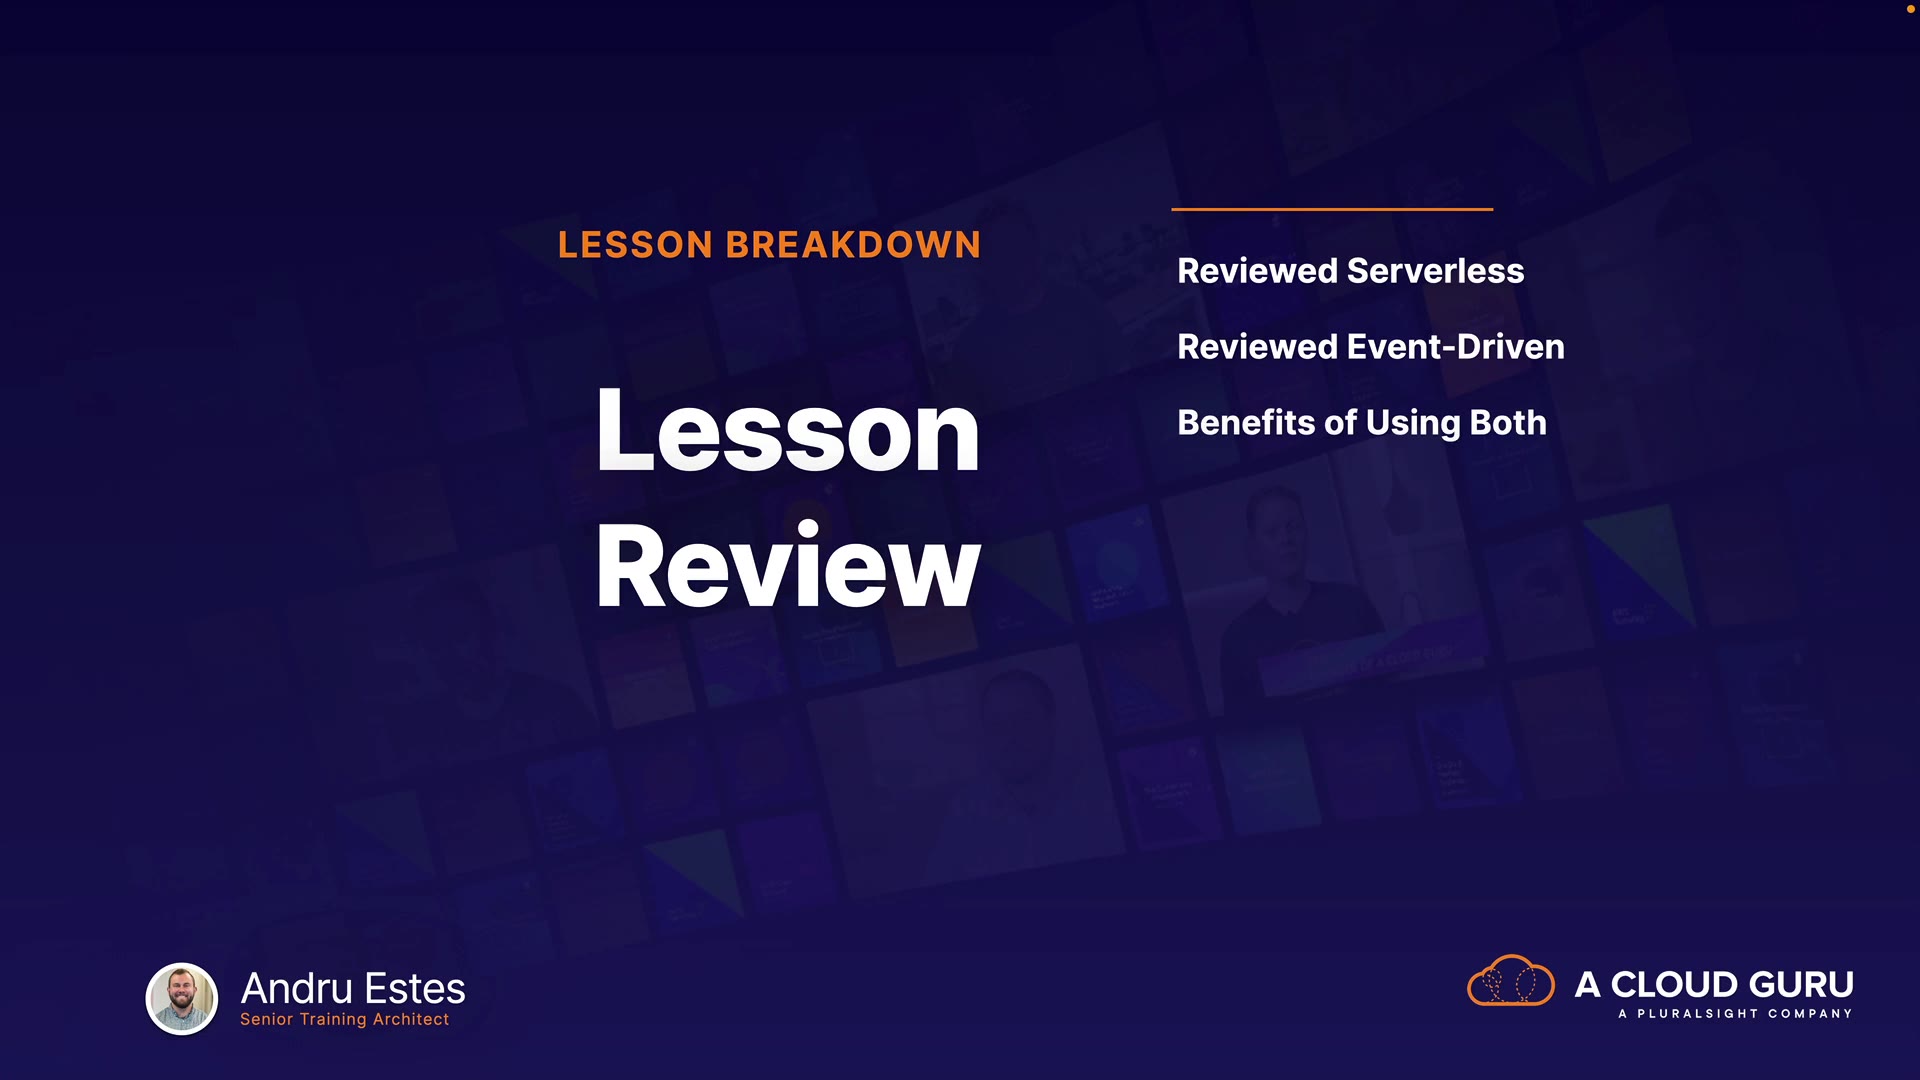 LESSON BREAKDOWN
Lesson
Review
Reviewed Serverless
Reviewed Event-Driven
Benefits of Using Both
Andru Estes
Senior Training Architect
A CLOUD GURU
A PLURALSIGHT COMPANY